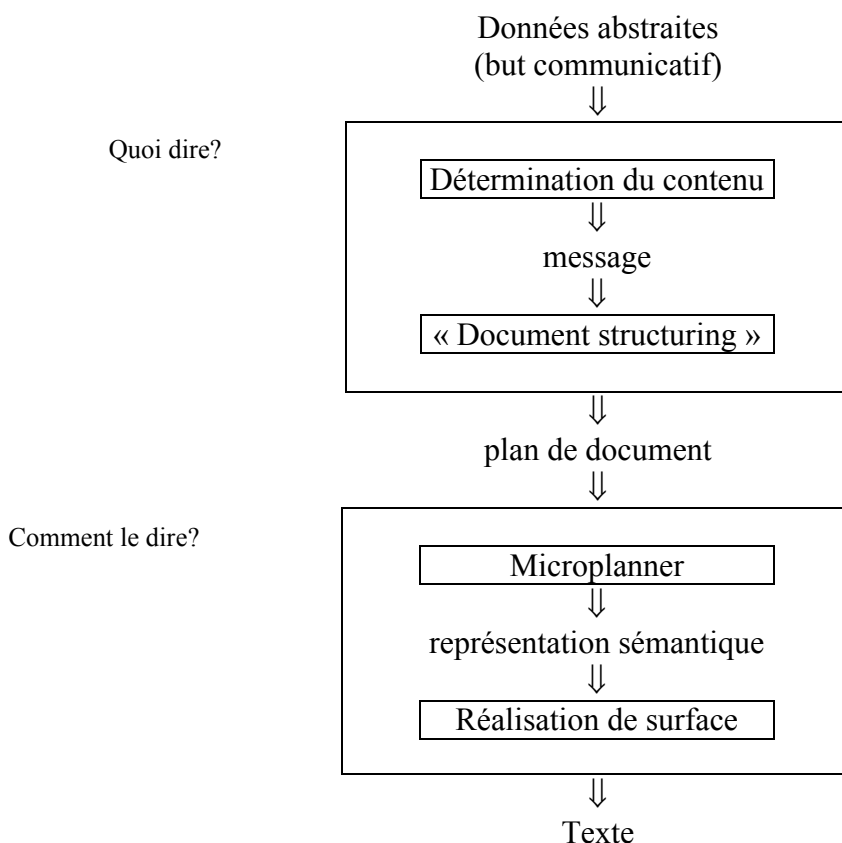 Données abstraites
(but communicatif)
⇓
Quoi dire?
Détermination du contenu
⇓
message
⇓
« Document structuring »
⇓
plan de document
⇓
Comment le dire?
Microplanner
⇓
représentation sémantique
⇓
Réalisation de surface
⇓
Texte